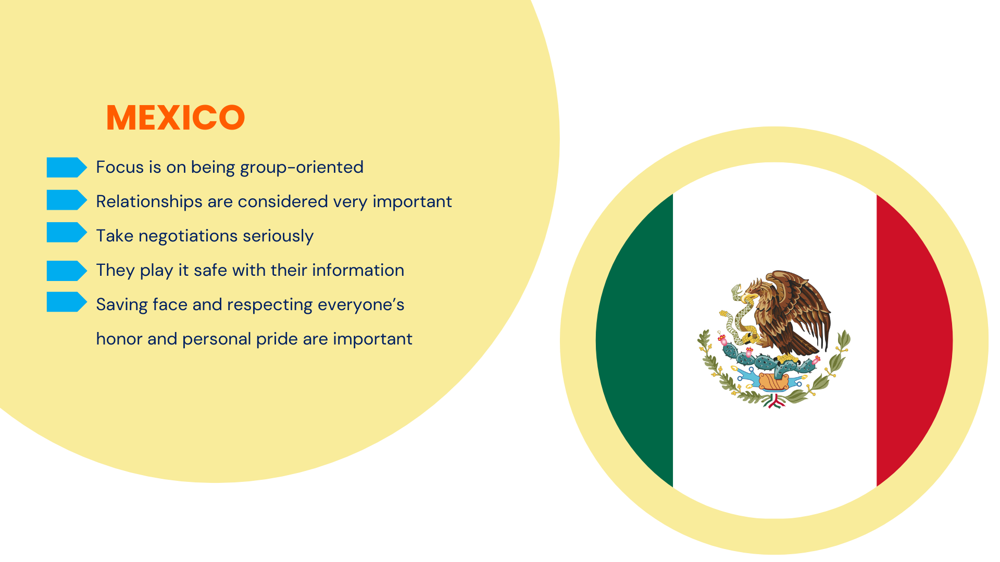 MEXICO
Focus is on being group-oriented
Relationships are considered very important
Take negotiations seriously
They play it safe with their information
Saving face and respecting everyone’s
honor and personal pride are important